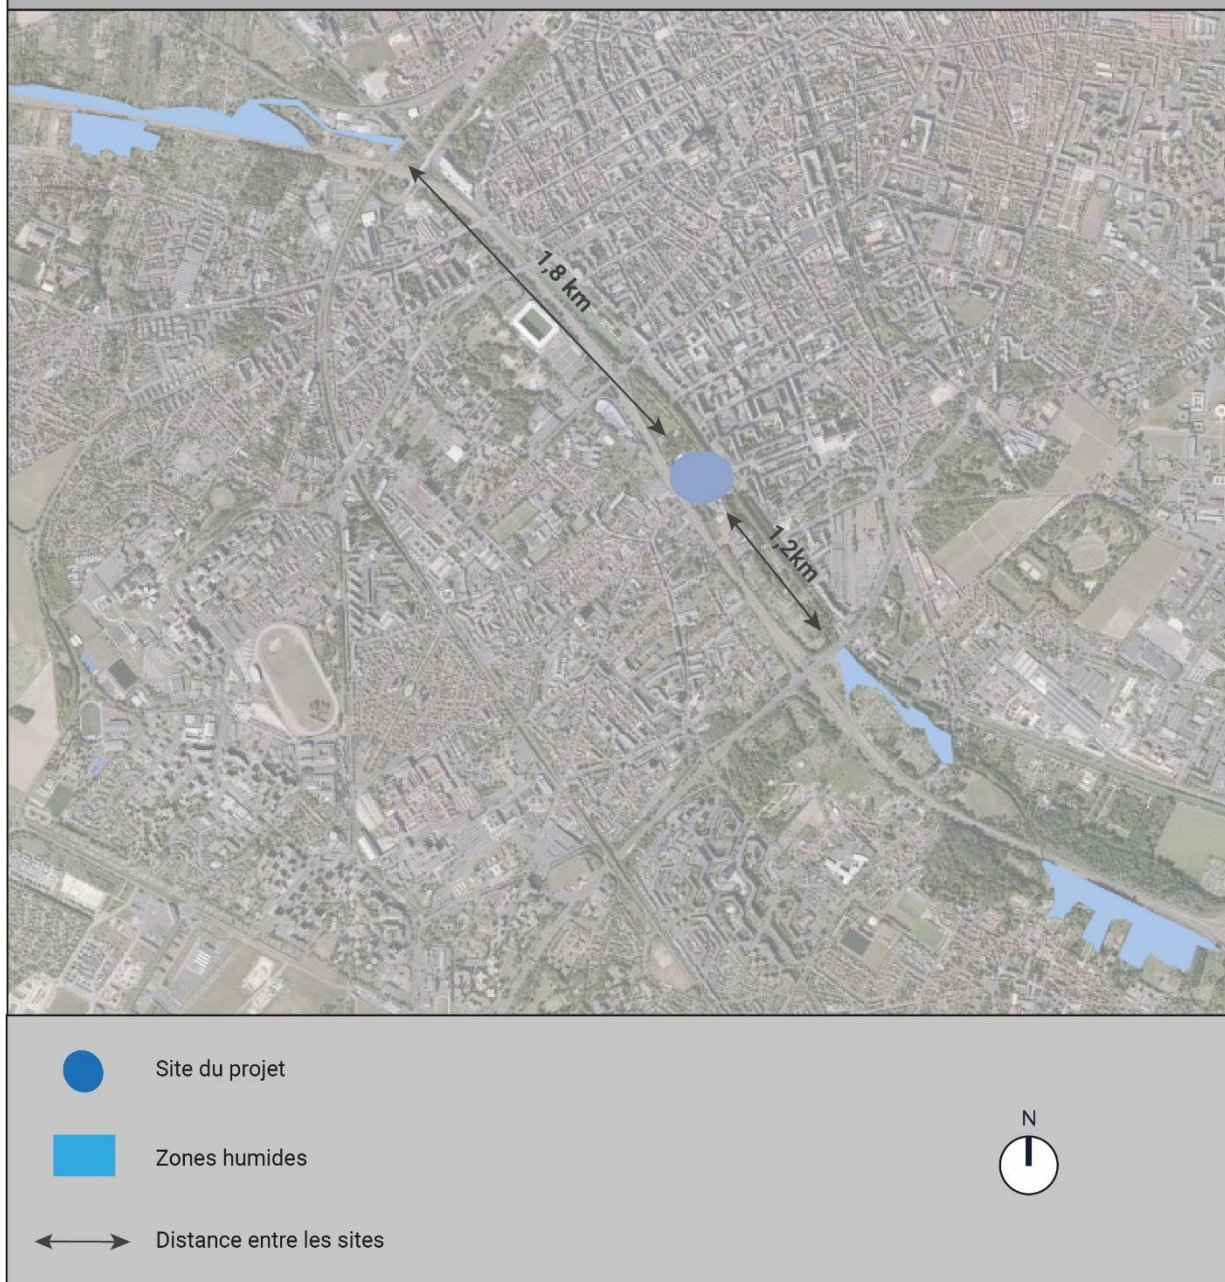 1,8 km
1,2km
Site du projet
Zones humides
N
Distance entre les sites